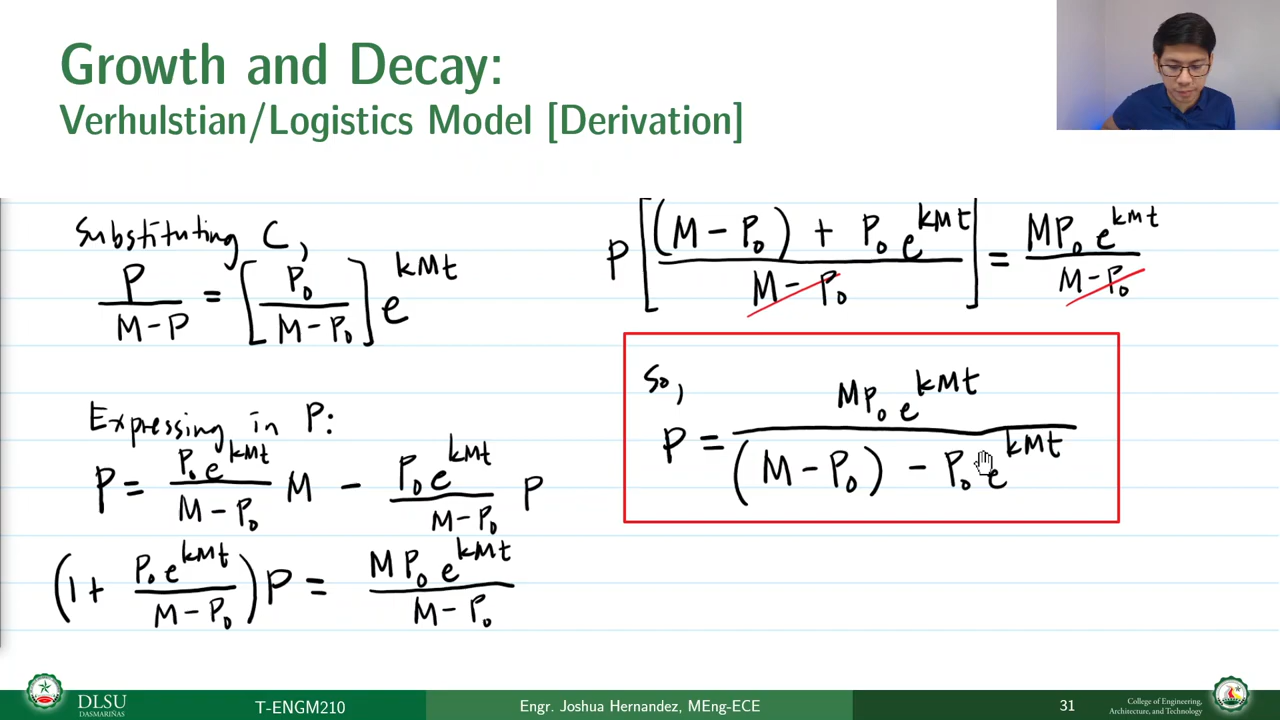 Growth and Decay:
Verhulstian/Logistics Model [Derivation]
Substituting C,
P/(M-P) = [P₀/(M-P₀)] e^(kMt)
Expressing in P:
P = (P₀e^(kMt)/(M-P₀)) M - (P₀e^(kMt)/(M-P₀)) P
(1 + P₀e^(kMt)/(M-P₀)) P = MP₀e^(kMt)/(M-P₀)
P [((M-P₀) + P₀e^(kMt))/(M-P₀)] = MP₀e^(kMt)/(M-P₀)
So,
P = MP₀e^(kMt)/((M-P₀) - P₀e^(kMt))
DLSU
DASMARIÑAS
T-ENGM210
Engr. Joshua Hernandez, MEng-ECE
31
College of Engineering,
Architecture, and Technology